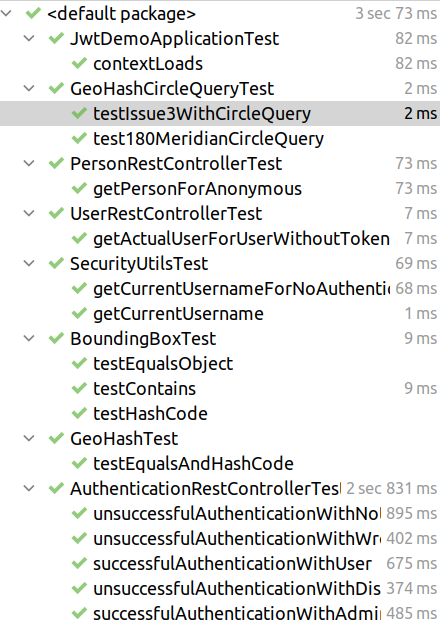 <default package> 3 sec 73 ms
JwtDemoApplicationTest 82 ms
contextLoads 82 ms
GeoHashCircleQueryTest 2 ms
testIssue3WithCircleQuery 2 ms
test180MeridianCircleQuery
PersonRestControllerTest 73 ms
getPersonForAnonymous 73 ms
UserRestControllerTest 7 ms
getActualUserForUserWithoutToken 7 ms
SecurityUtilsTest 69 ms
getCurrentUsernameForNoAuthenti 68 ms
getCurrentUsername 1 ms
BoundingBoxTest 9 ms
testEqualsObject
testContains 9 ms
testHashCode
GeoHashTest
testEqualsAndHashCode
AuthenticationRestControllerTest 2 sec 831 ms
unsuccessfulAuthenticationWithNot 895 ms
unsuccessfulAuthenticationWithWr 402 ms
successfulAuthenticationWithUser 675 ms
unsuccessfulAuthenticationWithDis 374 ms
successfulAuthenticationWithAdmi 485 ms